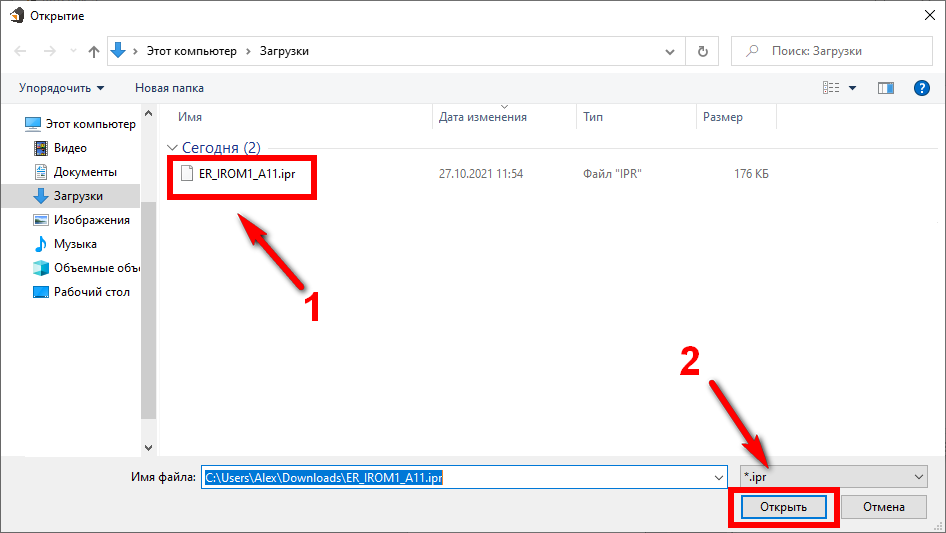 Открытие
Этот компьютер
Загрузки
Поиск: Загрузки
Упорядочить
Новая папка
?
Имя
Дата изменения
Тип
Размер
Этот компьютер
Видео
Документы
Загрузки
Изображения
Музыка
Объемные объ
Рабочий стол
Сегодня (2)
ER_IROM1_A11.ipr
27.10.2021 11:54
Файл "IPR"
176 КБ
1
2
Имя файла:
C:\Users\Alex\Downloads\ER_IROM1_A11.ipr
*.ipr
Открыть
Отмена